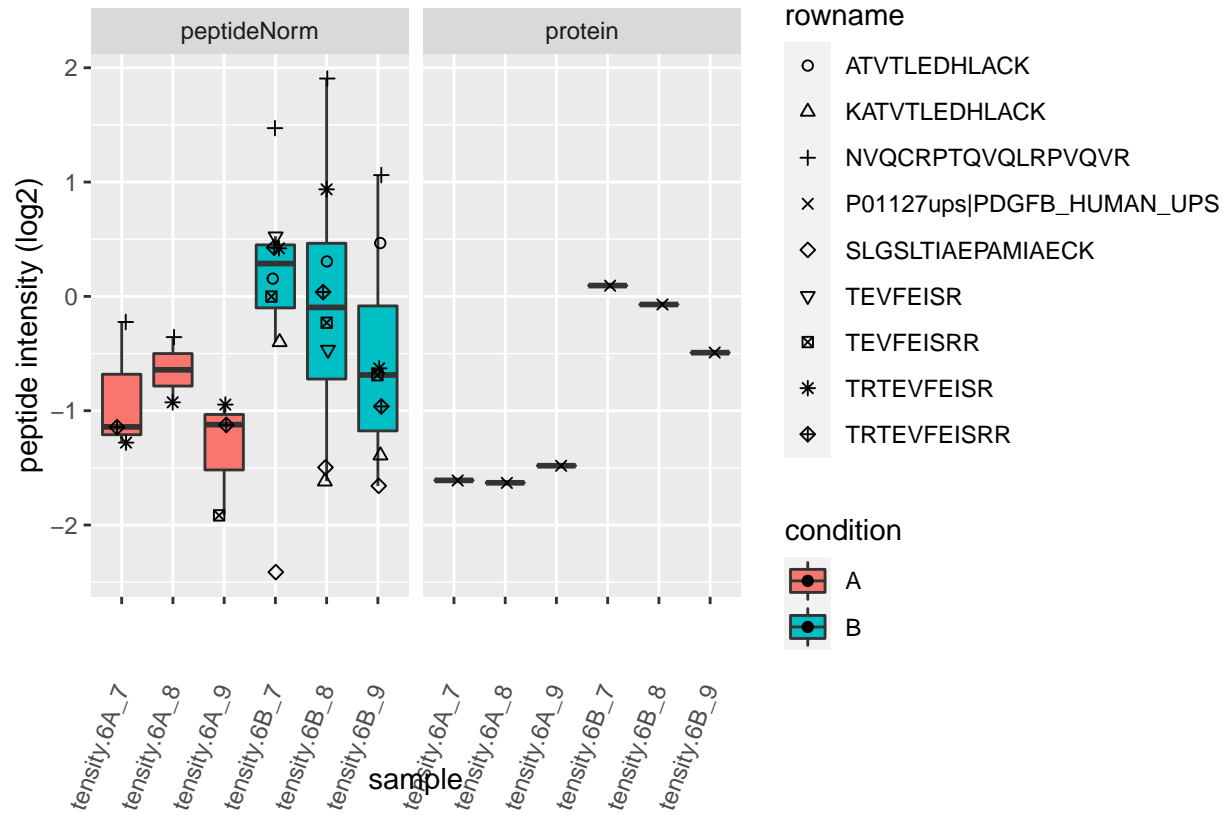 peptideNorm
protein
peptide intensity (log2)
2
1
0
−1
−2
tensity.6A_7
tensity.6A_8
tensity.6A_9
tensity.6B_7
tensity.6B_8
tensity.6B_9
tensity.6A_7
tensity.6A_8
tensity.6A_9
tensity.6B_7
tensity.6B_8
tensity.6B_9
sample
rowname
ATVTLEDHLACK
KATVTLEDHLACK
NVQCRPTQVQLRPVQVR
P01127ups|PDGFB_HUMAN_UPS
SLGSLTIAEPAMIAECK
TEVFEISR
TEVFEISRR
TRTEVFEISR
TRTEVFEISRR
condition
A
B